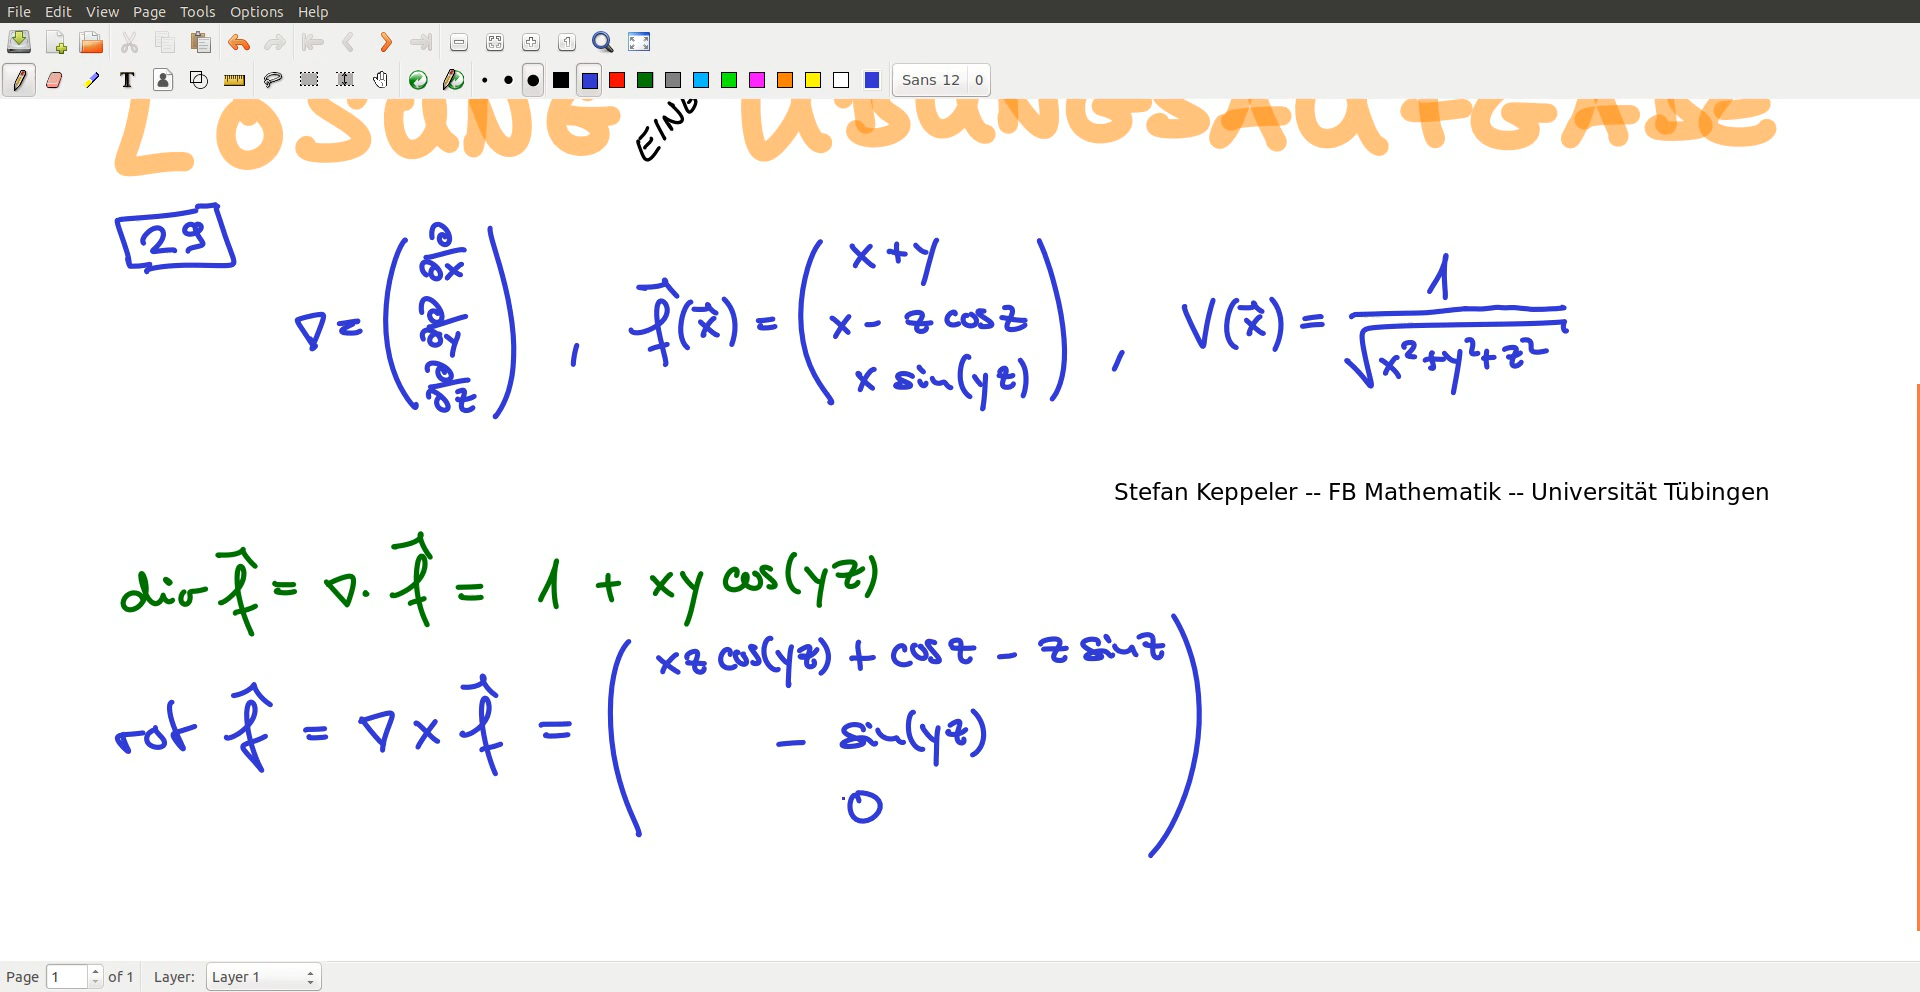 File Edit View Page Tools Options Help
Sans 12 0
LÖSUNG EINER ÜBUNGSAUFGABE
29
∇ = (∂/∂x, ∂/∂y, ∂/∂z), f⃗(x⃗) = (x + y, x - z cos z, x sin(yz)), V(x⃗) = 1/√(x² + y² + z²)
Stefan Keppeler -- FB Mathematik -- Universität Tübingen
div f⃗ = ∇ · f⃗ = 1 + xy cos(yz)
rot f⃗ = ∇ × f⃗ = (xz cos(yz) + cos z - z sin z, - sin(yz), 0)
Page 1 of 1 Layer: Layer 1